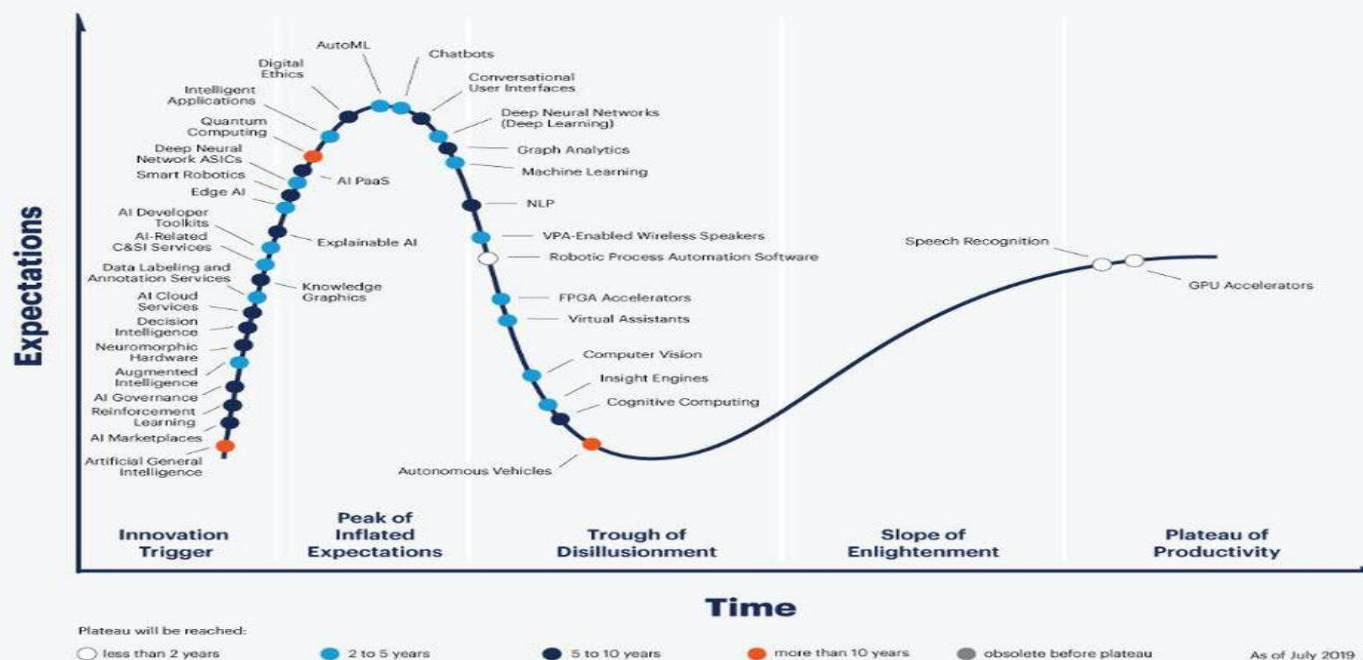 AutoML
Chatbots
Digital
Ethics
Conversational
User Interfaces
Intelligent
Applications
Deep Neural Networks
(Deep Learning)
Quantum
Computing
Graph Analytics
Deep Neural
Network ASICs
Machine Learning
Smart Robotics
AI PaaS
Edge AI
NLP
AI Developer
Toolkits
Explainable AI
VPA-Enabled Wireless Speakers
AI-Related
C&SI Services
Robotic Process Automation Software
Speech Recognition
Data Labeling and
Annotation Services
Knowledge
Graphics
GPU Accelerators
AI Cloud
Services
FPGA Accelerators
Decision
Intelligence
Virtual Assistants
Neuromorphic
Hardware
Computer Vision
Augmented
Intelligence
Insight Engines
AI Governance
Cognitive Computing
Reinforcement
Learning
AI Marketplaces
Artificial General
Intelligence
Autonomous Vehicles
Expectations
Innovation
Trigger
Peak of
Inflated
Expectations
Trough of
Disillusionment
Slope of
Enlightenment
Plateau of
Productivity
Time
Plateau will be reached:
less than 2 years
2 to 5 years
5 to 10 years
more than 10 years
obsolete before plateau
As of July 2019